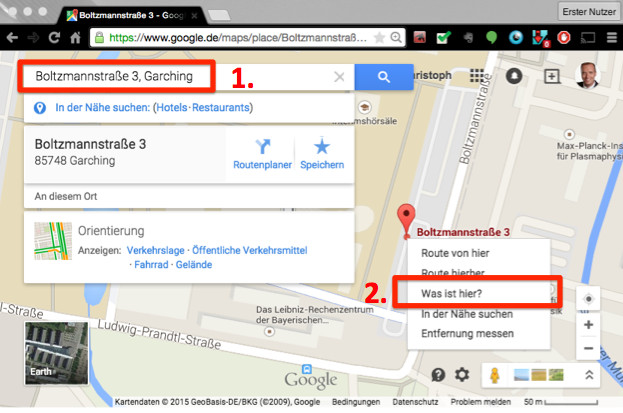 Boltzmannstraße 3 - Goog
Erster Nutzer
https://www.google.de/maps/place/Boltzmannstraß...
Boltzmannstraße 3, Garching
1.
hristoph
In der Nähe suchen: (Hotels · Restaurants)
Boltzmannstraße 3
85748 Garching
Routenplaner
Speichern
An diesem Ort
Orientierung
Anzeigen: Verkehrslage · Öffentliche Verkehrsmittel
· Fahrrad · Gelände
Interimshörsäle
Boltzmannstraße
Max-Planck-Ins
für Plasmaphys
Boltzmannstraße 3
Route von hier
Route hierher
2.
Was ist hier?
In der Nähe suchen
Entfernung messen
Das Leibniz-Rechenzentrum
der Bayerischen...
Ludwig-Prandtl-Straße
Earth
Google
Kartendaten © 2015 GeoBasis-DE/BKG (©2009), Google
Bedingungen
Datenschutz
Problem melden
50 m